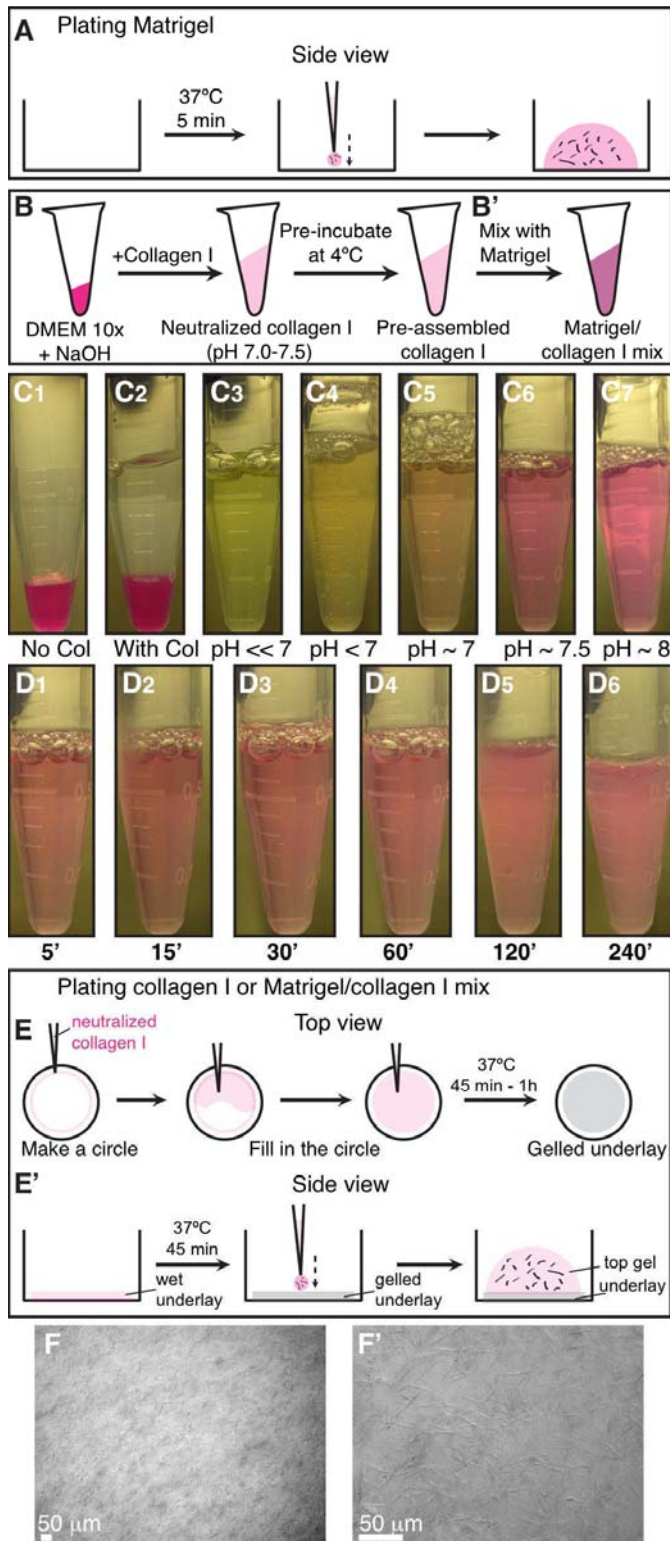 A Plating Matrigel
Side view
37ºC
5 min
B
B'
+Collagen I
Pre-incubate
at 4ºC
Mix with
Matrigel
DMEM 10x
+ NaOH
Neutralized collagen I
(pH 7.0-7.5)
Pre-assembled
collagen I
Matrigel/
collagen I mix
C1 C2 C3 C4 C5 C6 C7
No Col With Col pH << 7 pH < 7 pH ~ 7 pH ~ 7.5 pH ~ 8
D1 D2 D3 D4 D5 D6
5' 15' 30' 60' 120' 240'
Plating collagen I or Matrigel/collagen I mix
E
neutralized
collagen I
Top view
37ºC
45 min - 1h
Make a circle Fill in the circle Gelled underlay
E'
Side view
37ºC
45 min
wet
underlay
gelled
underlay
top gel
underlay
F F'
50 µm 50 µm